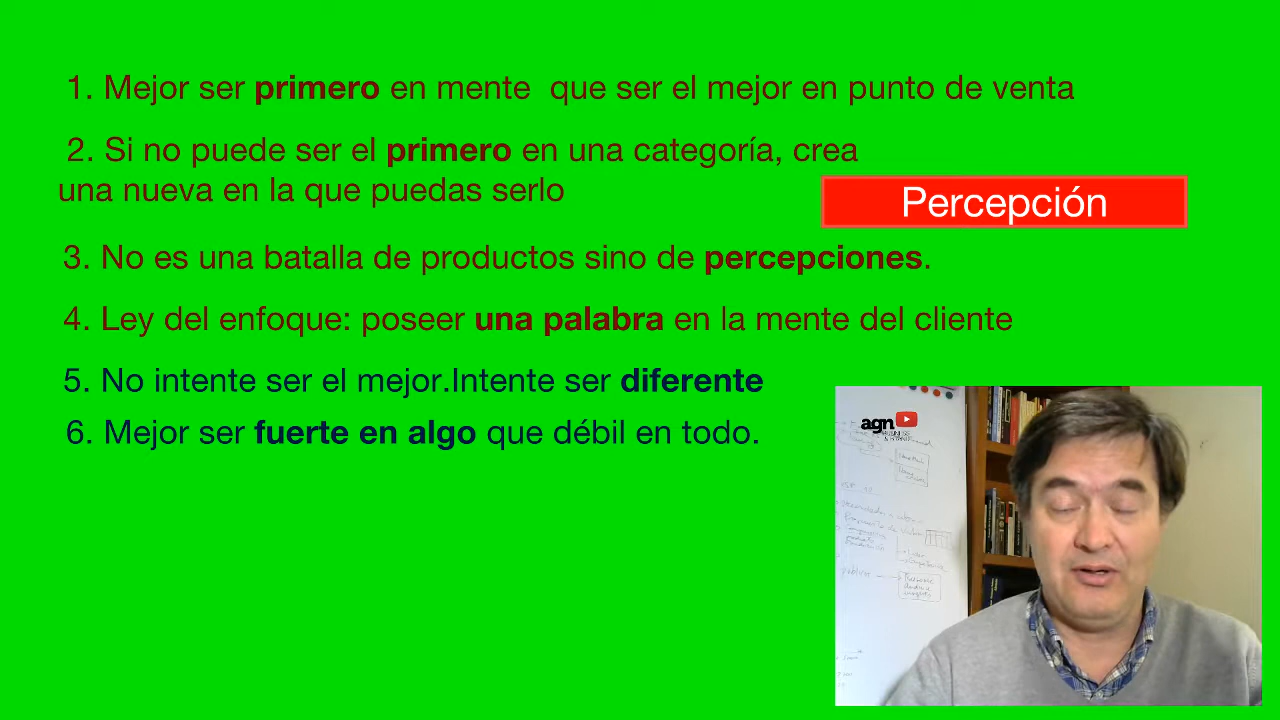 1. Mejor ser primero en mente  que ser el mejor en punto de venta
2. Si no puede ser el primero en una categoría, crea
una nueva en la que puedas serlo
Percepción
3. No es una batalla de productos sino de percepciones.
4. Ley del enfoque: poseer una palabra en la mente del cliente
5. No intente ser el mejor.Intente ser diferente
6. Mejor ser fuerte en algo que débil en todo.
agn